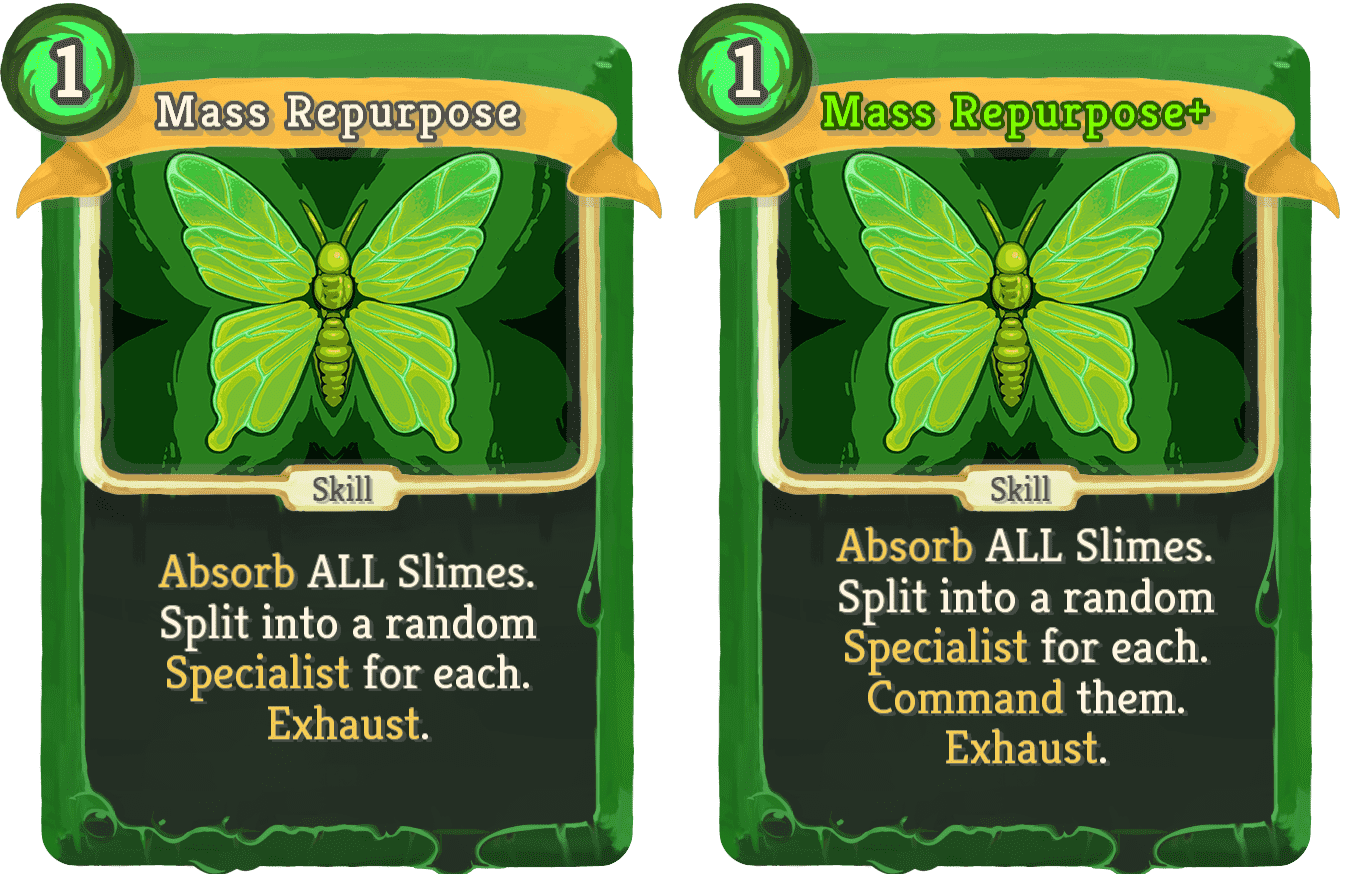 1
Mass Repurpose
Skill
Absorb ALL Slimes.
Split into a random
Specialist for each.
Exhaust.
1
Mass Repurpose+
Skill
Absorb ALL Slimes.
Split into a random
Specialist for each.
Command them.
Exhaust.